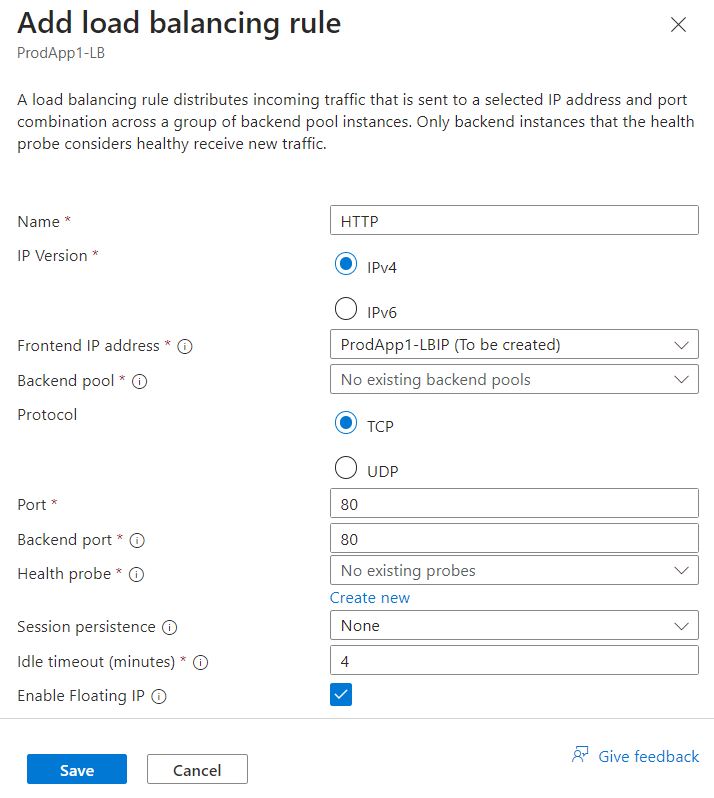 Add load balancing rule
ProdApp1-LB
A load balancing rule distributes incoming traffic that is sent to a selected IP address and port
combination across a group of backend pool instances. Only backend instances that the health
probe considers healthy receive new traffic.
Name * HTTP
IP Version * IPv4
IPv6
Frontend IP address * ProdApp1-LBIP (To be created)
Backend pool * No existing backend pools
Protocol TCP
UDP
Port * 80
Backend port * 80
Health probe * No existing probes
Create new
Session persistence None
Idle timeout (minutes) * 4
Enable Floating IP
Save Cancel Give feedback